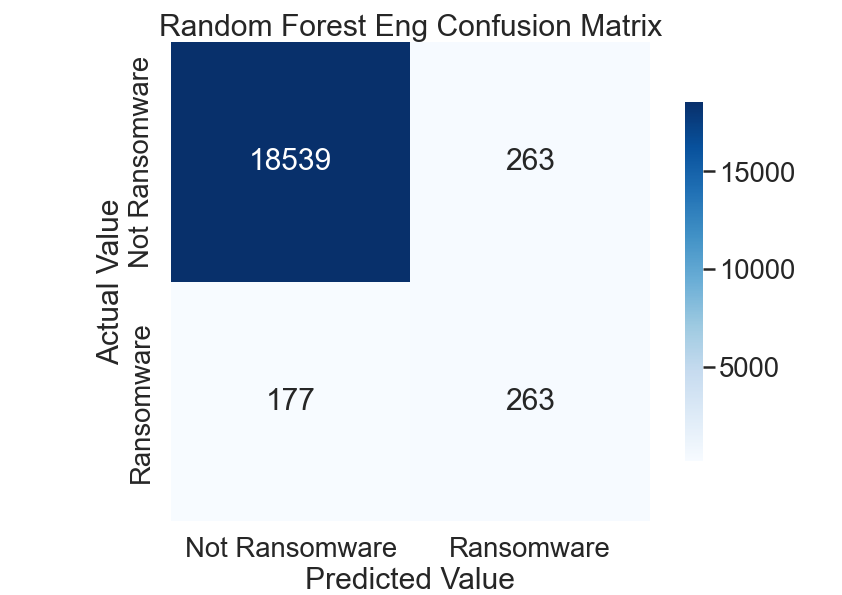 Random Forest Eng Confusion Matrix
Actual Value
Not Ransomware
Ransomware
18539
263
177
263
Not Ransomware
Ransomware
Predicted Value
15000
10000
5000